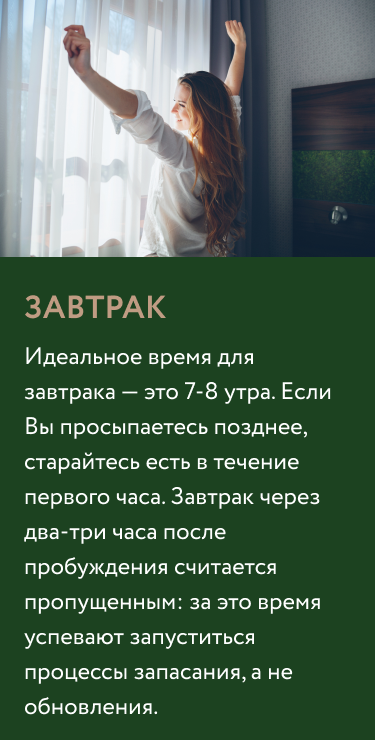 ЗАВТРАК
Идеальное время для
завтрака — это 7-8 утра. Если
Вы просыпаетесь позднее,
старайтесь есть в течение
первого часа. Завтрак через
два-три часа после
пробуждения считается
пропущенным: за это время
успевают запуститься
процессы запасания, а не
обновления.